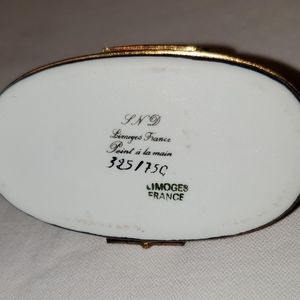 S N D
Limoges France
Peint à la main
325/750
LIMOGES
FRANCE